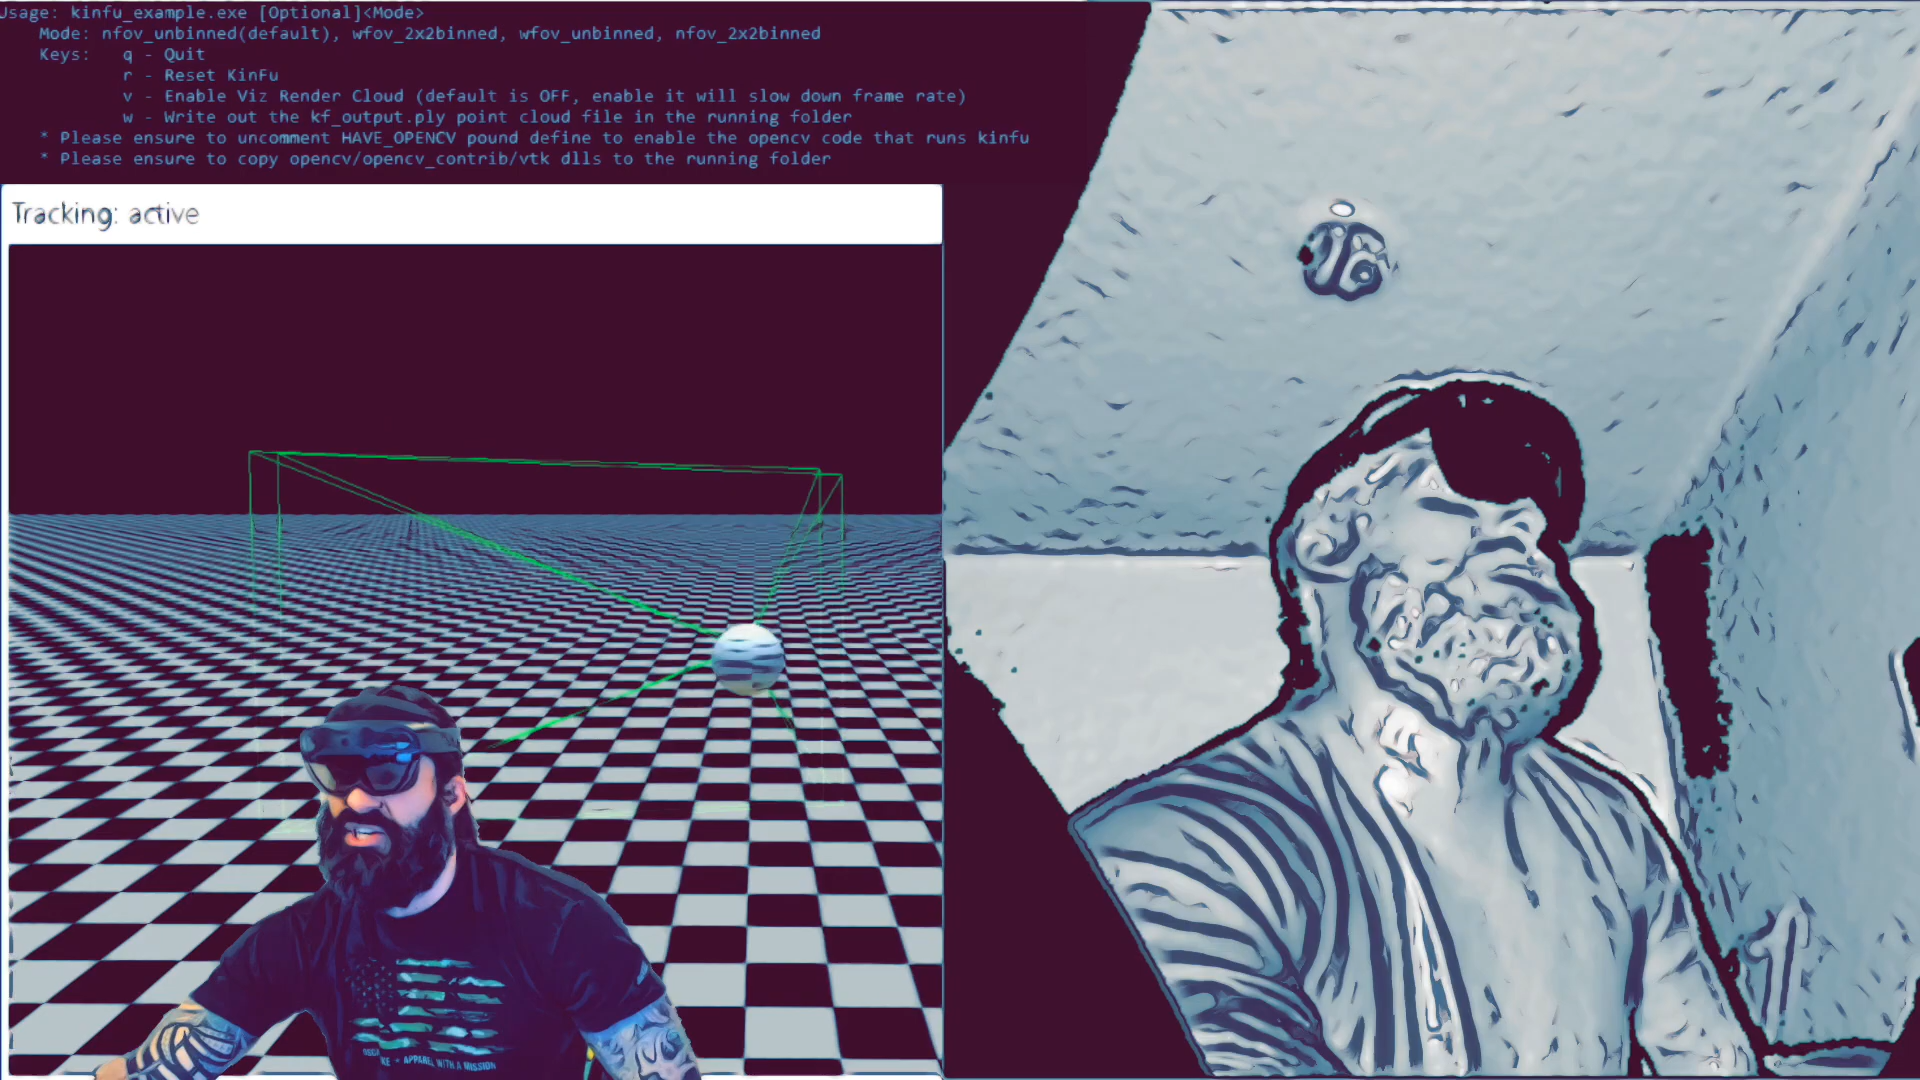 Usage: kinfu_example.exe [Optional]<Mode>
Mode: nfov_unbinned(default), wfov_2x2binned, wfov_unbinned, nfov_2x2binned
Keys: q - Quit
r - Reset KinFu
v - Enable Viz Render Cloud (default is OFF, enable it will slow down frame rate)
w - Write out the kf_output.ply point cloud file in the running folder
* Please ensure to uncomment HAVE_OPENCV pound define to enable the opencv code that runs kinfu
* Please ensure to copy opencv/opencv_contrib/vtk dlls to the running folder
Tracking: active
APPAREL WITH A MISSION